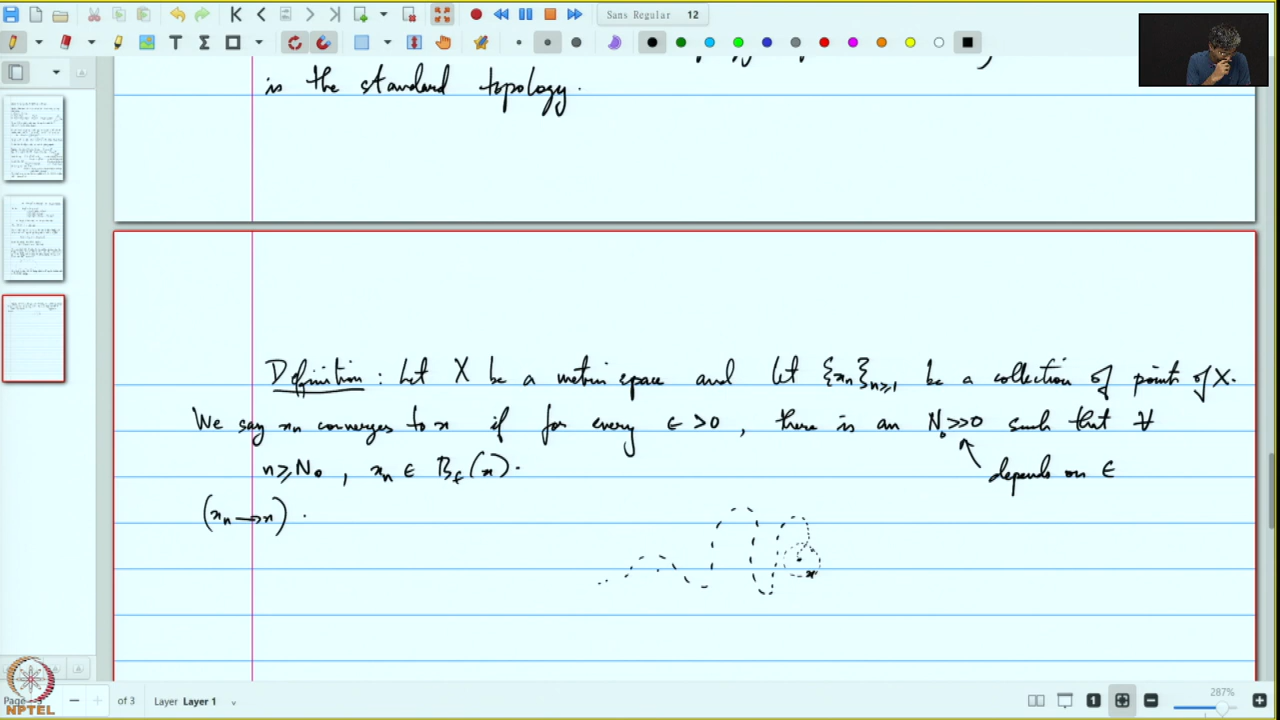 Sans Regular 12
is the standard topology.
Definition : Let X be a metric space and let {xn}n≥1 be a collection of points of X.
We say xn converges to x if for every ε >0 , there is an N₀ >>0 such that ∀
n≥N₀ , xn ∈ Bε(x).
depends on ε
(xn → x) .
x
NPTEL
of 3
Layer Layer 1
1
287%